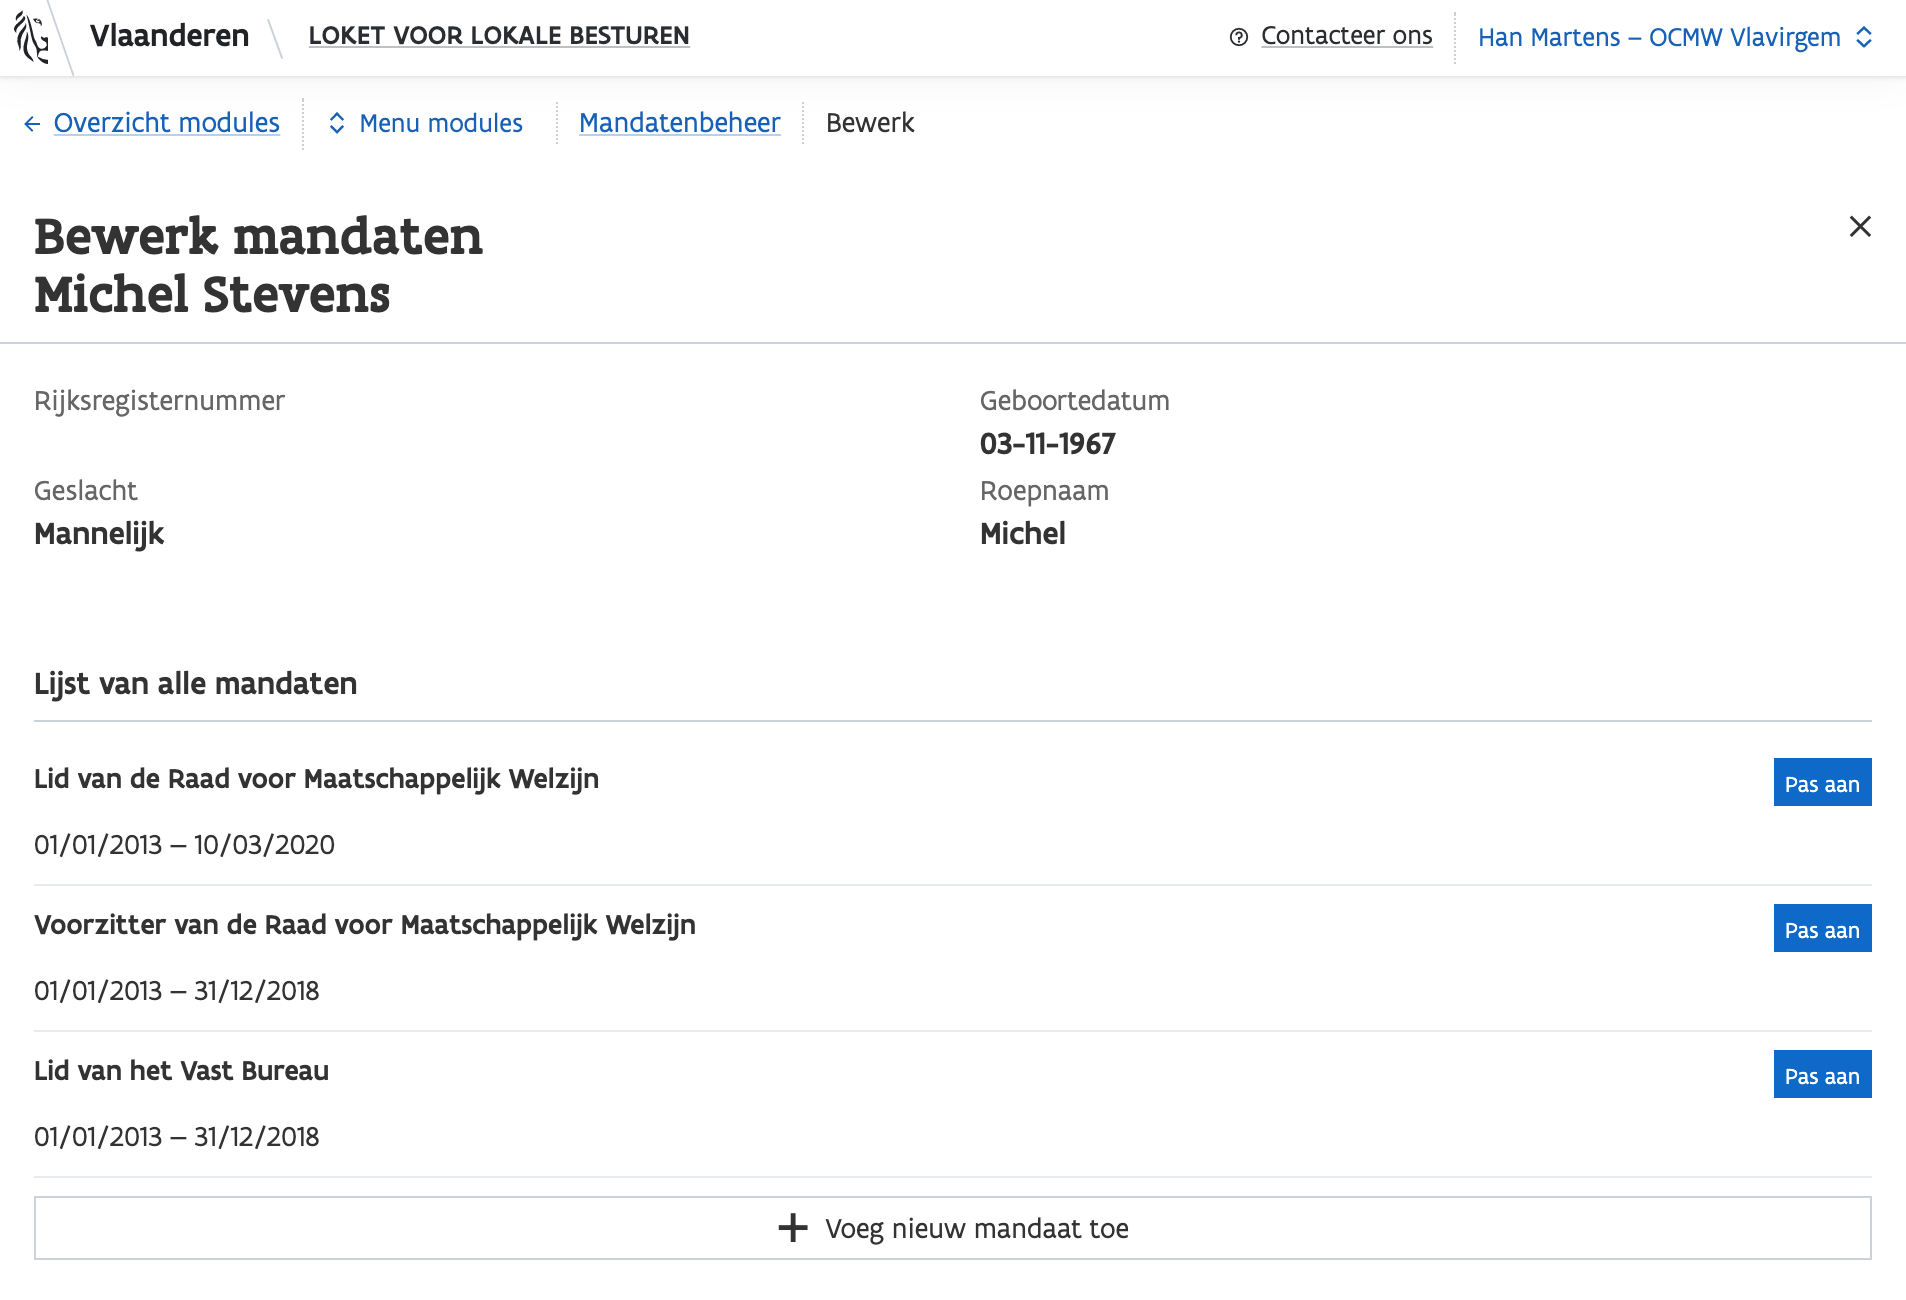 Vlaanderen LOKET VOOR LOKALE BESTUREN Contacteer ons Han Martens – OCMW Vlavirgem
Overzicht modules Menu modules Mandatenbeheer Bewerk
Bewerk mandaten
Michel Stevens
Rijksregisternummer
Geboortedatum
03-11-1967
Geslacht
Mannelijk
Roepnaam
Michel
Lijst van alle mandaten
Lid van de Raad voor Maatschappelijk Welzijn
Pas aan
01/01/2013 – 10/03/2020
Voorzitter van de Raad voor Maatschappelijk Welzijn
Pas aan
01/01/2013 – 31/12/2018
Lid van het Vast Bureau
Pas aan
01/01/2013 – 31/12/2018
Voeg nieuw mandaat toe